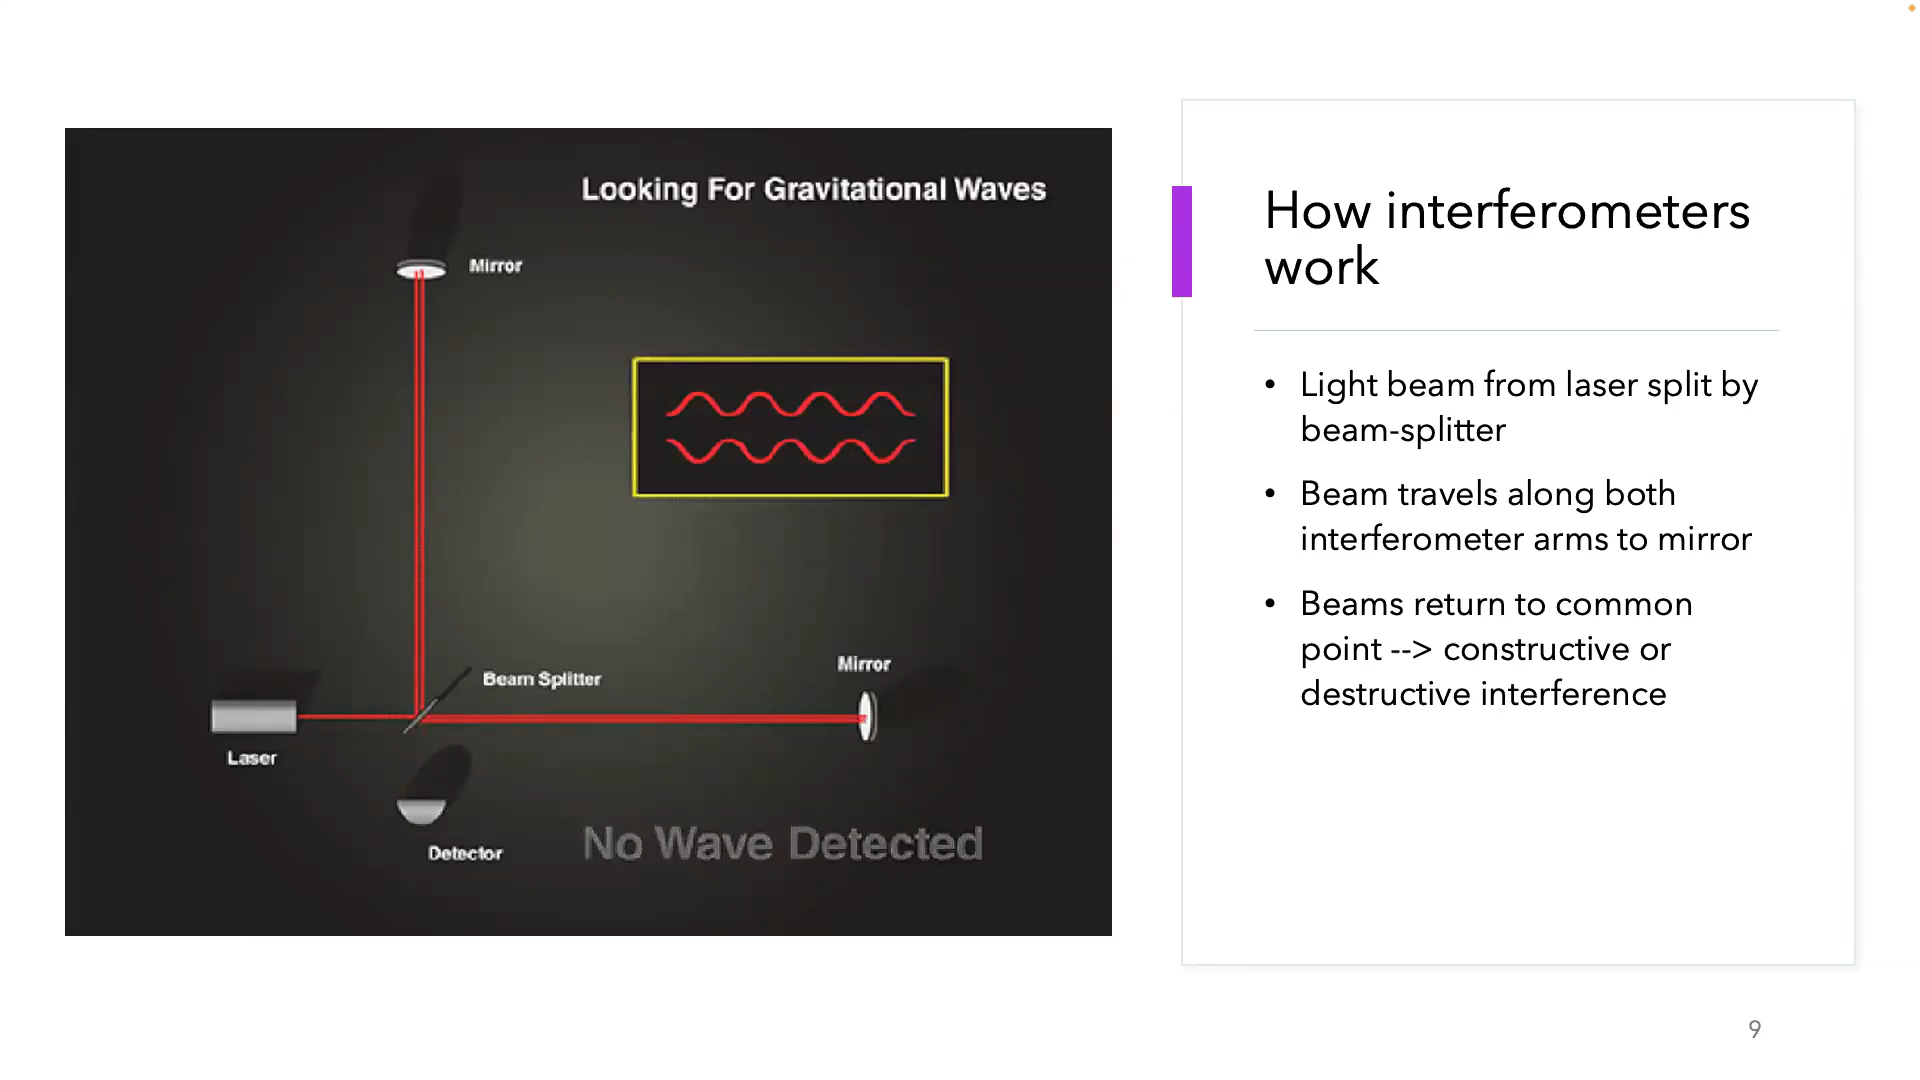 Looking For Gravitational Waves
Mirror
Beam Splitter
Mirror
Laser
Detector
No Wave Detected
How interferometers
work
• Light beam from laser split by
beam-splitter
• Beam travels along both
interferometer arms to mirror
• Beams return to common
point --> constructive or
destructive interference
9